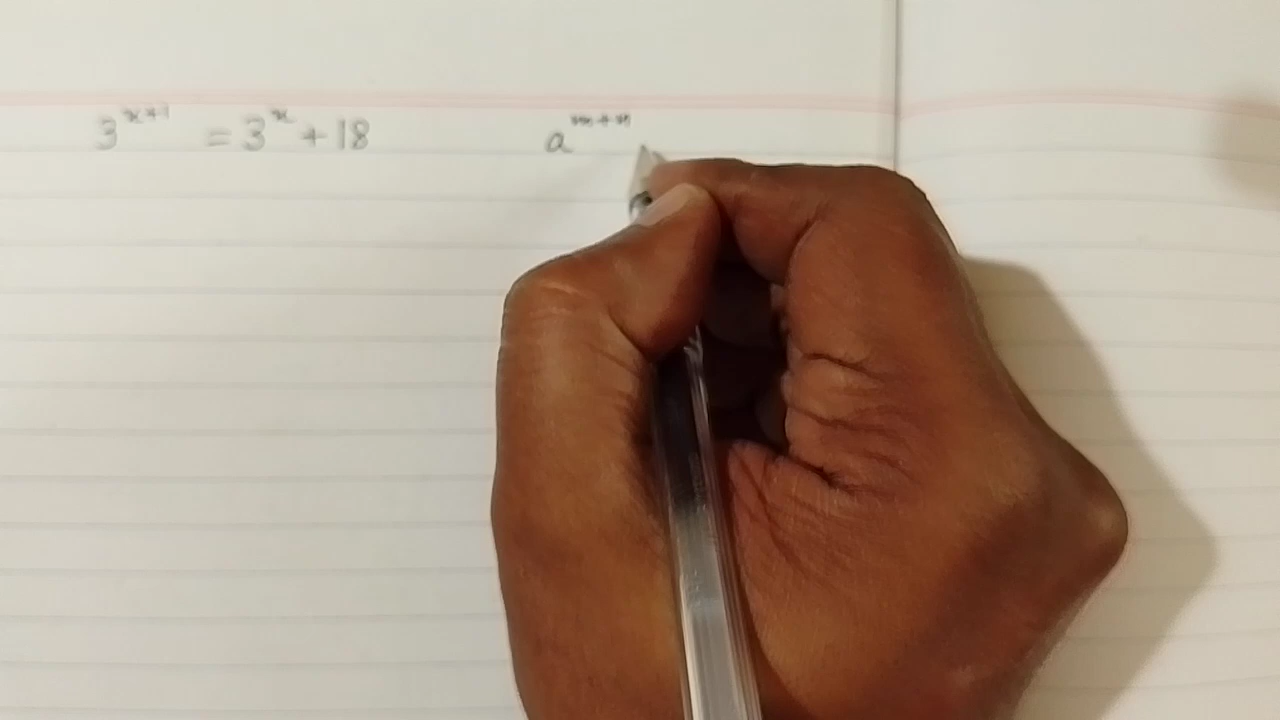 3^{x+1} = 3^x + 18
a^{m+n}